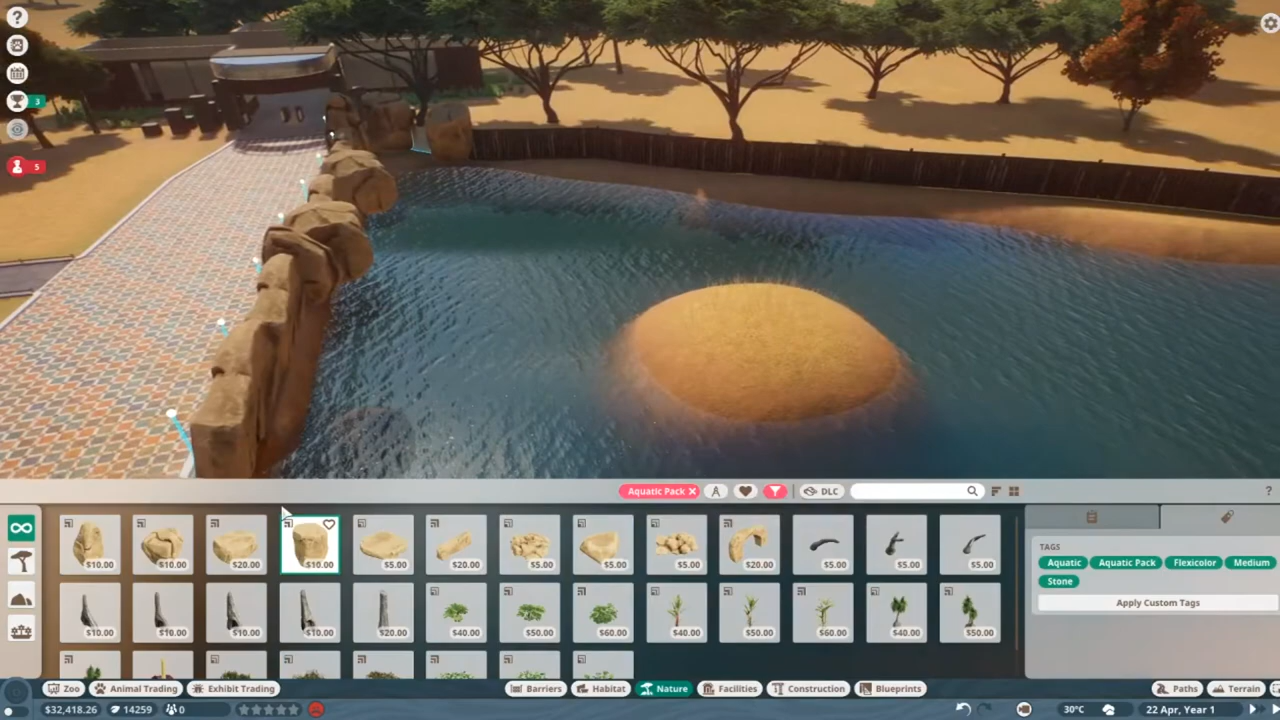 ?
3
5
Aquatic Pack ×
DLC
?
$10.00 $10.00 $20.00 $10.00 $5.00 $20.00 $5.00 $5.00 $5.00 $20.00 $5.00 $5.00 $5.00
$10.00 $10.00 $10.00 $10.00 $20.00 $40.00 $50.00 $60.00 $40.00 $50.00 $60.00 $40.00 $50.00
TAGS
Aquatic Aquatic Pack Flexicolor Medium
Stone
Apply Custom Tags
Zoo Animal Trading Exhibit Trading Barriers Habitat Nature Facilities Construction Blueprints Paths Terrain
$32,418.26 14259 0 30°C 22 Apr, Year 1